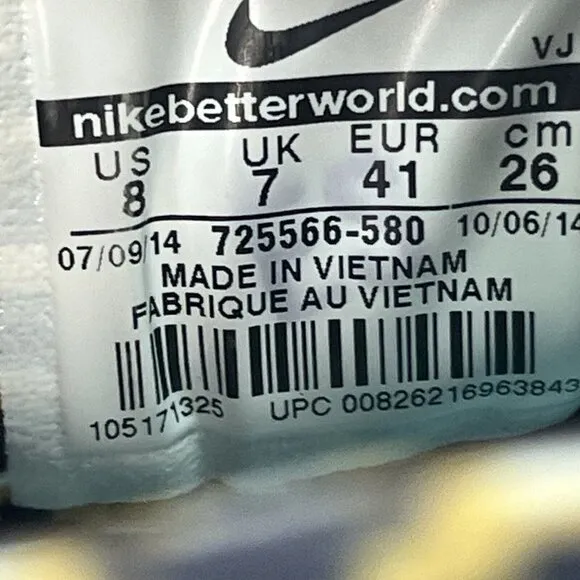 VJ
nikebetterworld.com
US UK EUR cm
8 7 41 26
07/09/14 725566-580 10/06/14
MADE IN VIETNAM
FABRIQUE AU VIETNAM
105171325 UPC 00826216963843